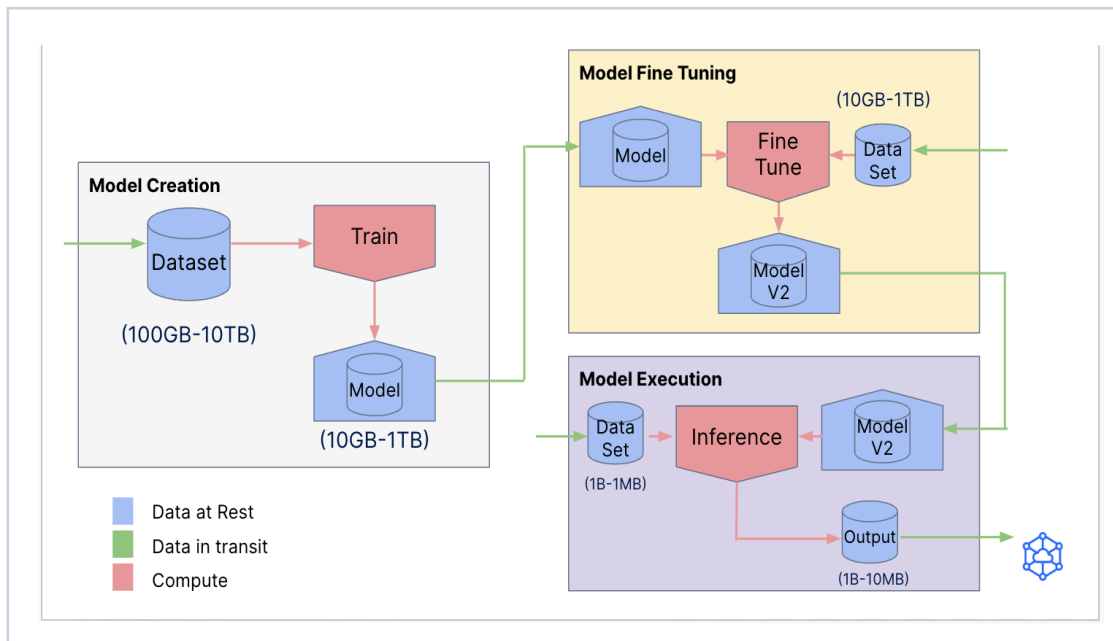 Model Creation
Dataset
(100GB-10TB)
Train
Model
(10GB-1TB)
Model Fine Tuning
Model
Fine
Tune
(10GB-1TB)
Data
Set
Model
V2
Model Execution
Data
Set
(1B-1MB)
Inference
Model
V2
Output
(1B-10MB)
Data at Rest
Data in transit
Compute